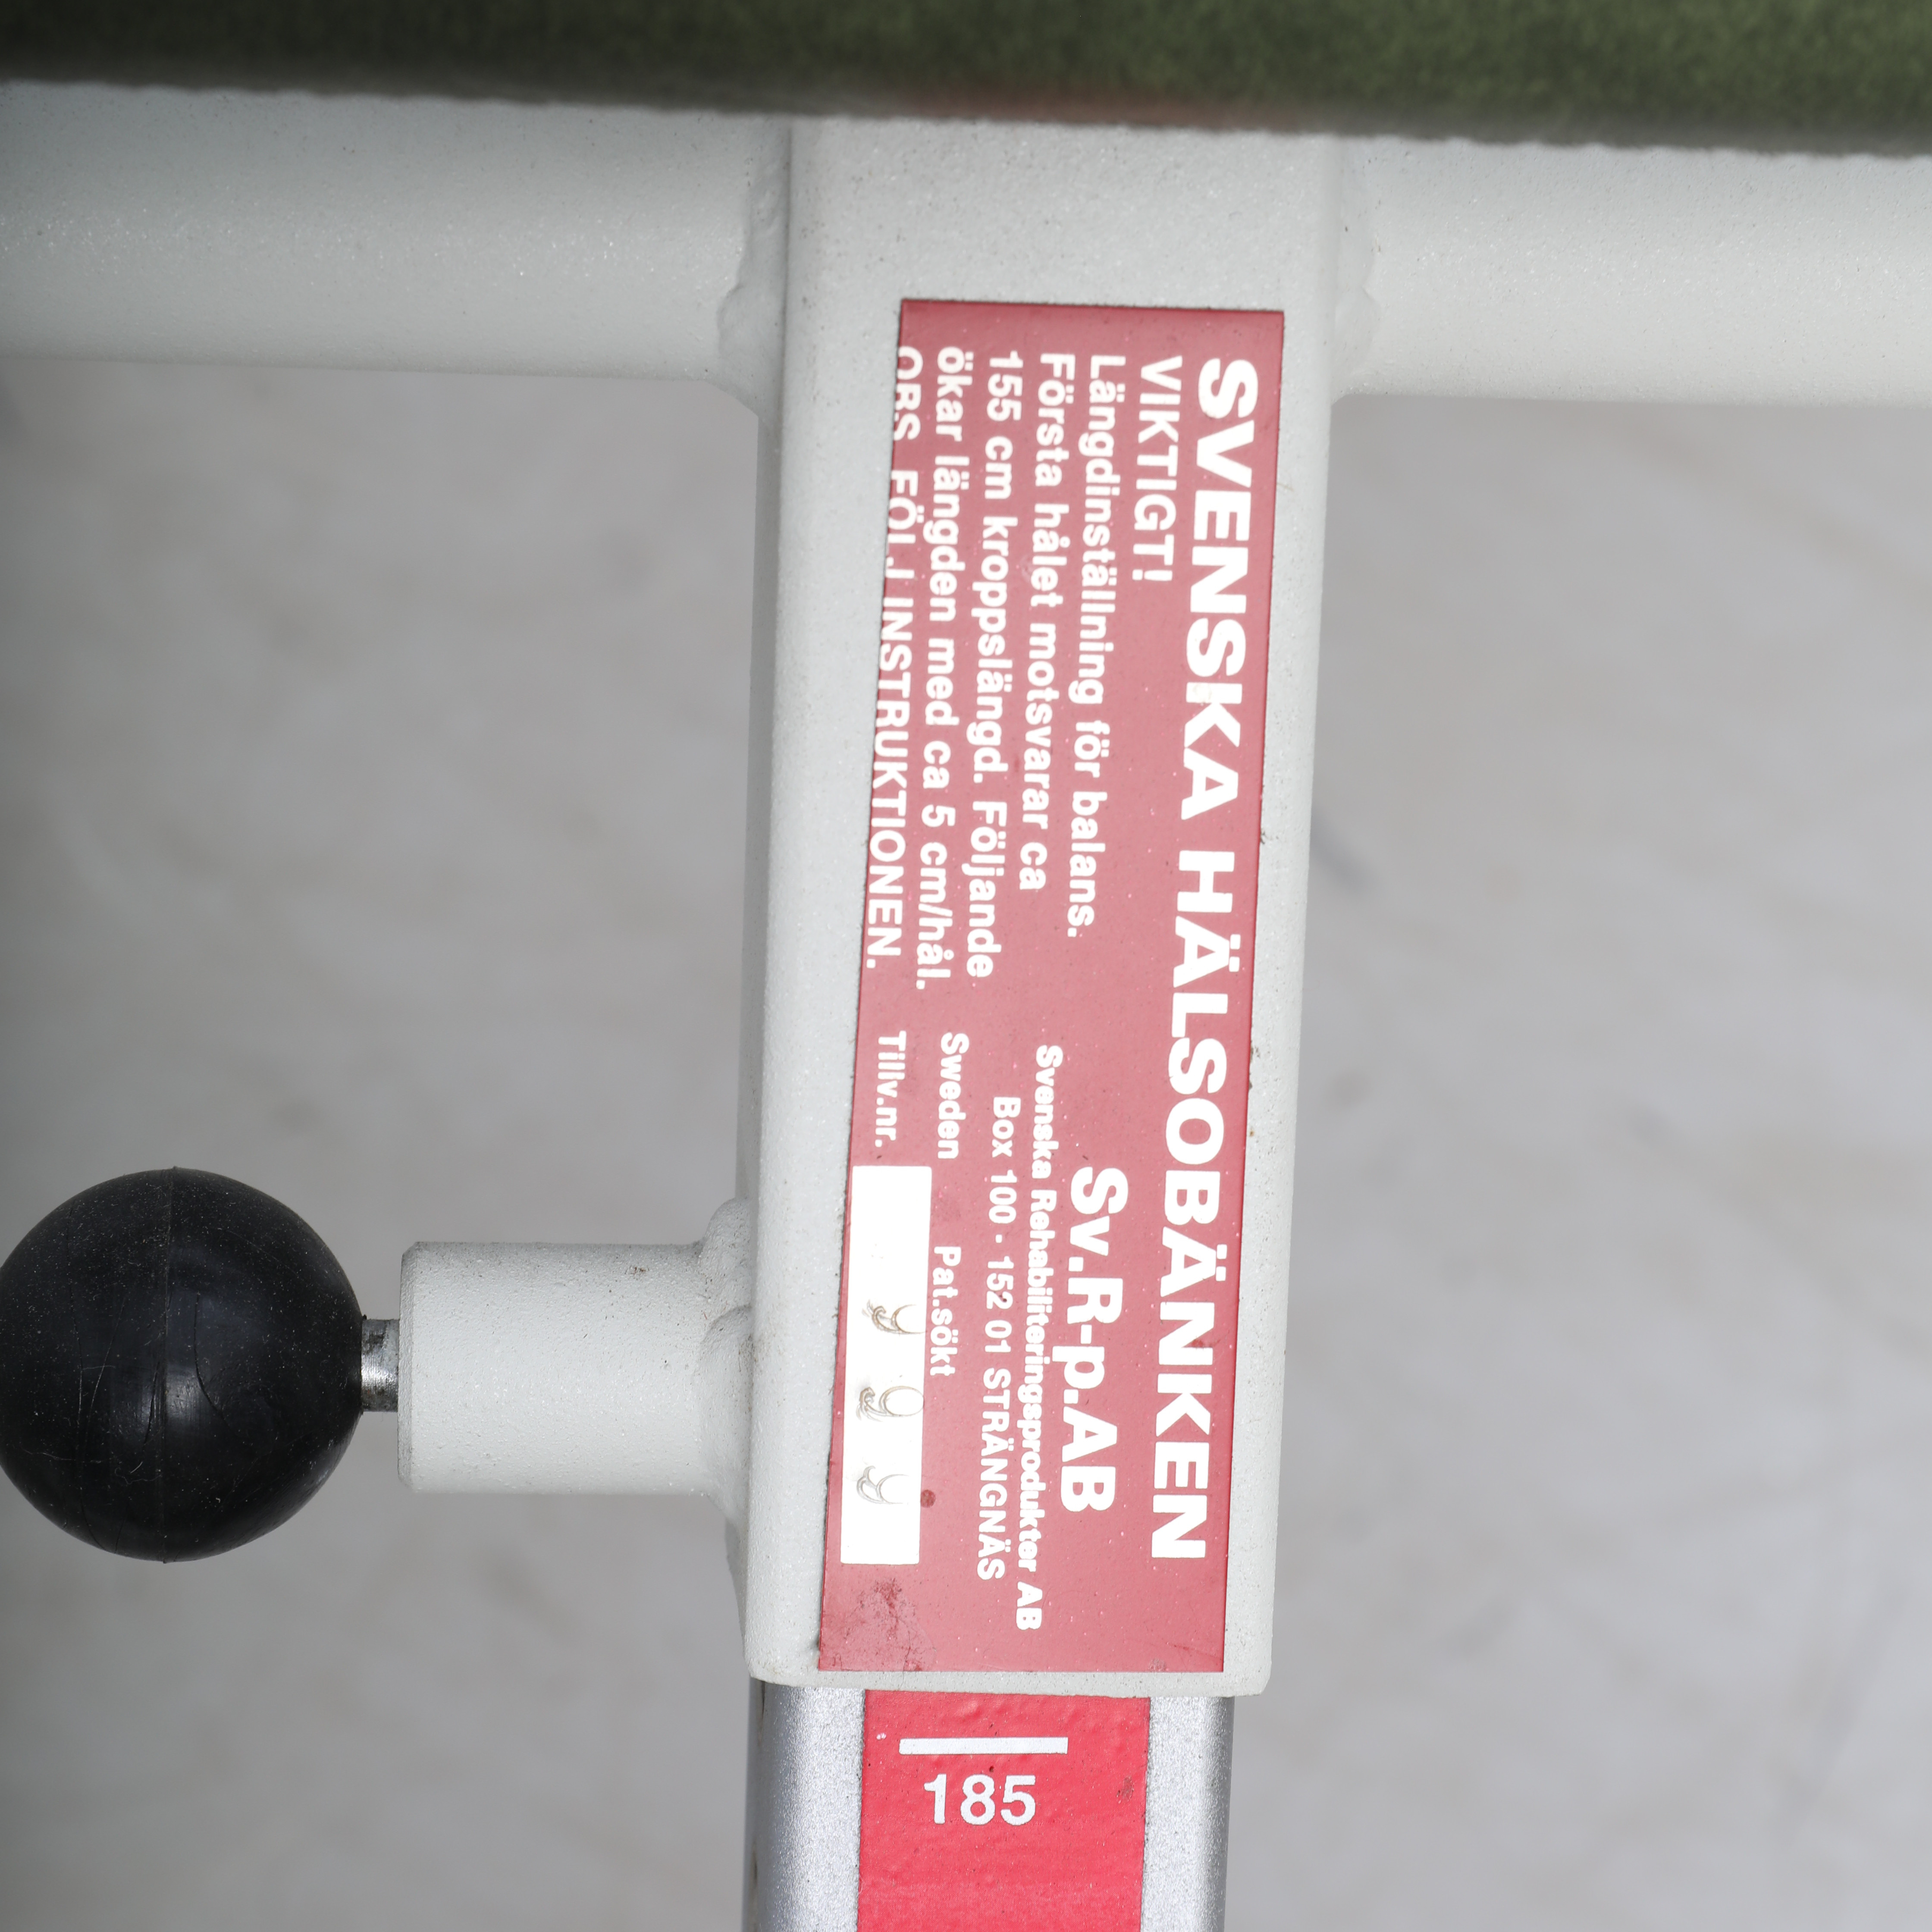 SVENSKA HÄLSOBÄNKEN
VIKTIGT!
Längdinställning för balans.
Första hålet motsvarar ca
155 cm kroppslängd. Följande
ökar längden med ca 5 cm/hål.
OBS FÖLJ INSTRUKTIONEN.
Sv.R-p.AB
Svenska Rehabiliteringsprodukter AB
Box 100 - 152 01 STRÄNGNÄS
Sweden Pat.sökt
Tillv.nr.
185